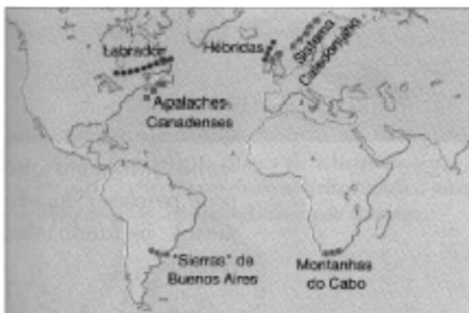 Labrador
Hébridas
Sistema
Caledoniano
Apalaches
Canadenses
"Sierras" de
Buenos Aires
Montanhas
do Cabo